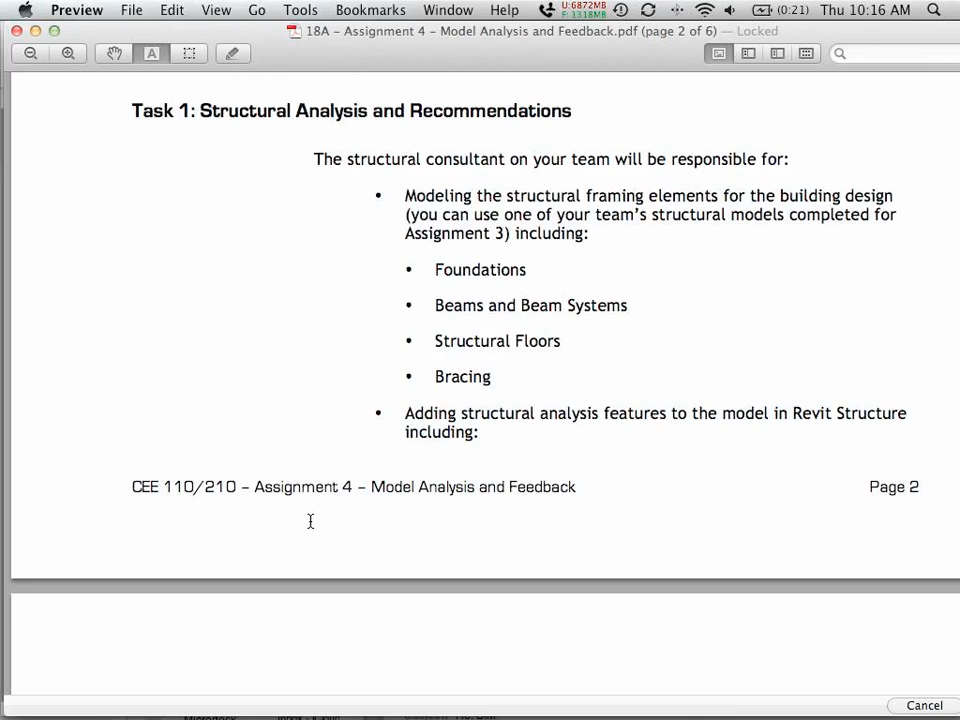 Preview File Edit View Go Tools Bookmarks Window Help U:6872MB F:1318MB (0:21) Thu 10:16 AM
18A – Assignment 4 – Model Analysis and Feedback.pdf (page 2 of 6) — Locked
Task 1: Structural Analysis and Recommendations
The structural consultant on your team will be responsible for:
• Modeling the structural framing elements for the building design
(you can use one of your team's structural models completed for
Assignment 3) including:
• Foundations
• Beams and Beam Systems
• Structural Floors
• Bracing
• Adding structural analysis features to the model in Revit Structure
including:
CEE 110/210 – Assignment 4 – Model Analysis and Feedback Page 2
Cancel